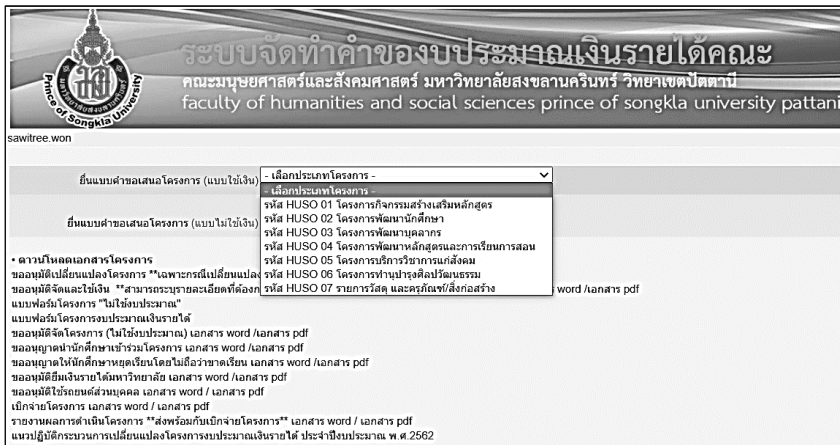 ระบบจัดทำคำของบประมาณเงินรายได้คณะ
คณะมนุษยศาสตร์และสังคมศาสตร์ มหาวิทยาลัยสงขลานครินทร์ วิทยาเขตปัตตานี
faculty of humanities and social sciences prince of songkla university pattani
Prince of Songkla University
sawitree.won
ยื่นแบบคำขอเสนอโครงการ (แบบใช้เงิน) - เลือกประเภทโครงการ -
- เลือกประเภทโครงการ -
รหัส HUSO 01 โครงการกิจกรรมสร้างเสริมหลักสูตร
รหัส HUSO 02 โครงการพัฒนานักศึกษา
ยื่นแบบคำขอเสนอโครงการ (แบบไม่ใช้เงิน)
รหัส HUSO 03 โครงการพัฒนาบุคลากร
รหัส HUSO 04 โครงการพัฒนาหลักสูตรและการเรียนการสอน
รหัส HUSO 05 โครงการบริการวิชาการแก่สังคม
รหัส HUSO 06 โครงการทำนุบำรุงศิลปวัฒนธรรม
รหัส HUSO 07 รายการวัสดุ และครุภัณฑ์/สิ่งก่อสร้าง
• ดาวน์โหลดเอกสารโครงการ
ขออนุมัติเปลี่ยนแปลงโครงการ **เฉพาะกรณีเปลี่ยนแปลง
ขออนุมัติจัดและใช้เงิน **สามารถระบุรายละเอียดที่ต้องก word /เอกสาร pdf
แบบฟอร์มโครงการ "ไม่ใช้งบประมาณ"
แบบฟอร์มโครงการงบประมาณเงินรายได้
ขออนุมัติจัดโครงการ (ไม่ใช้งบประมาณ) เอกสาร word /เอกสาร pdf
ขออนุญาตนำนักศึกษาเข้าร่วมโครงการ เอกสาร word /เอกสาร pdf
ขออนุญาตให้นักศึกษาหยุดเรียนโดยไม่ถือว่าขาดเรียน เอกสาร word /เอกสาร pdf
ขออนุมัติยืมเงินรายได้มหาวิทยาลัย เอกสาร word /เอกสาร pdf
ขออนุมัติใช้รถยนต์ส่วนบุคคล เอกสาร word / เอกสาร pdf
เบิกจ่ายโครงการ เอกสาร word / เอกสาร pdf
รายงานผลการดำเนินโครงการ **ส่งพร้อมกับเบิกจ่ายโครงการ** เอกสาร word / เอกสาร pdf
แนวปฏิบัติกระบวนการเปลี่ยนแปลงโครงการงบประมาณเงินรายได้ ประจำปีงบประมาณ พ.ศ.2562